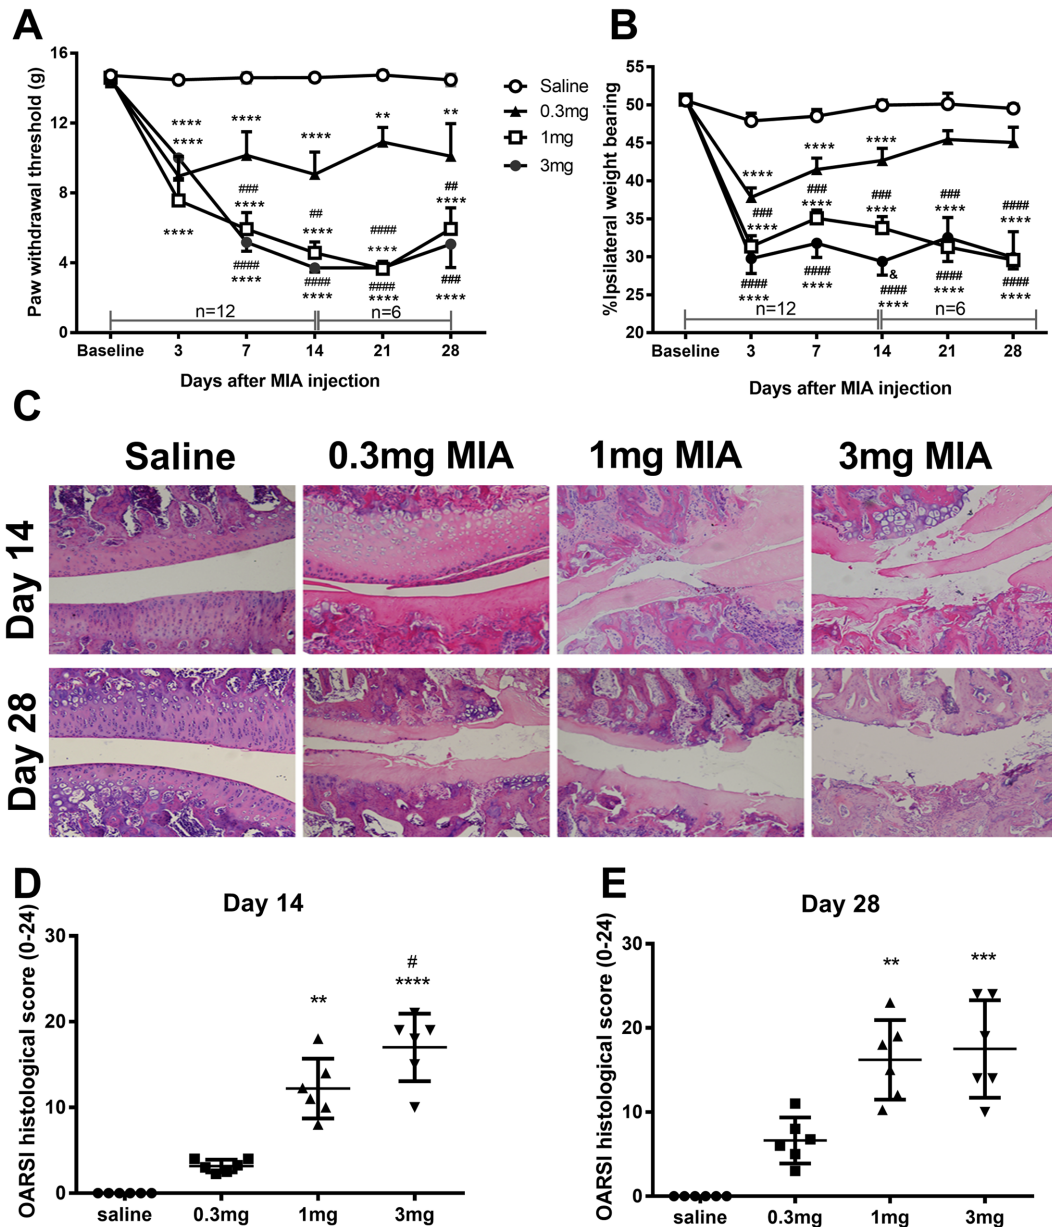 A
Paw withdrawal threshold (g)
16
12
8
4
0
****
****
****
****
**
**
###
****
##
****
####
****
##
****
****
####
****
####
****
####
****
###
****
n=12
n=6
Baseline
3
7
14
21
28
Days after MIA injection
Saline
0.3mg
1mg
3mg
B
%Ipsilateral weight bearing
55
50
45
40
35
30
25
20
****
****
****
###
****
###
****
###
****
###
****
####
****
####
****
####
****
&
####
****
####
****
####
****
n=12
n=6
Baseline
3
7
14
21
28
Days after MIA injection
C
Saline
0.3mg MIA
1mg MIA
3mg MIA
Day 14
Day 28
D
Day 14
OARSI histological score (0-24)
30
20
10
0
**
#
****
saline
0.3mg
1mg
3mg
E
Day 28
OARSI histological score (0-24)
30
20
10
0
**
***
saline
0.3mg
1mg
3mg